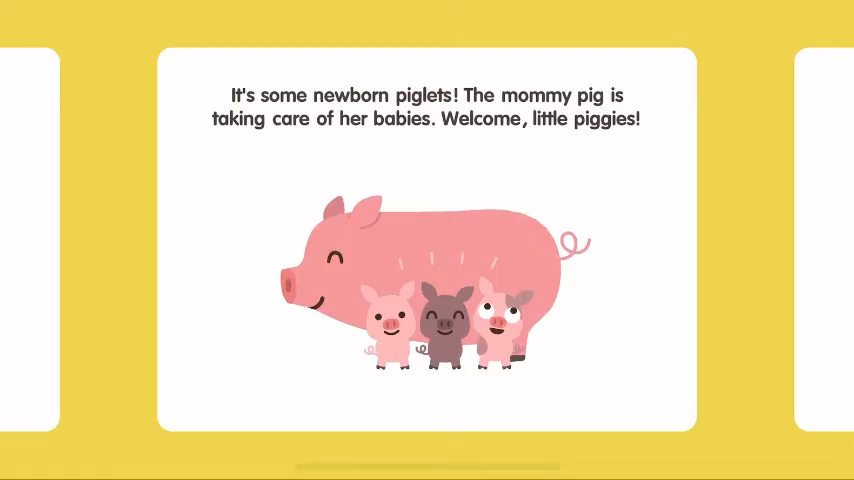 It's some newborn piglets! The mommy pig is
taking care of her babies. Welcome, little piggies!